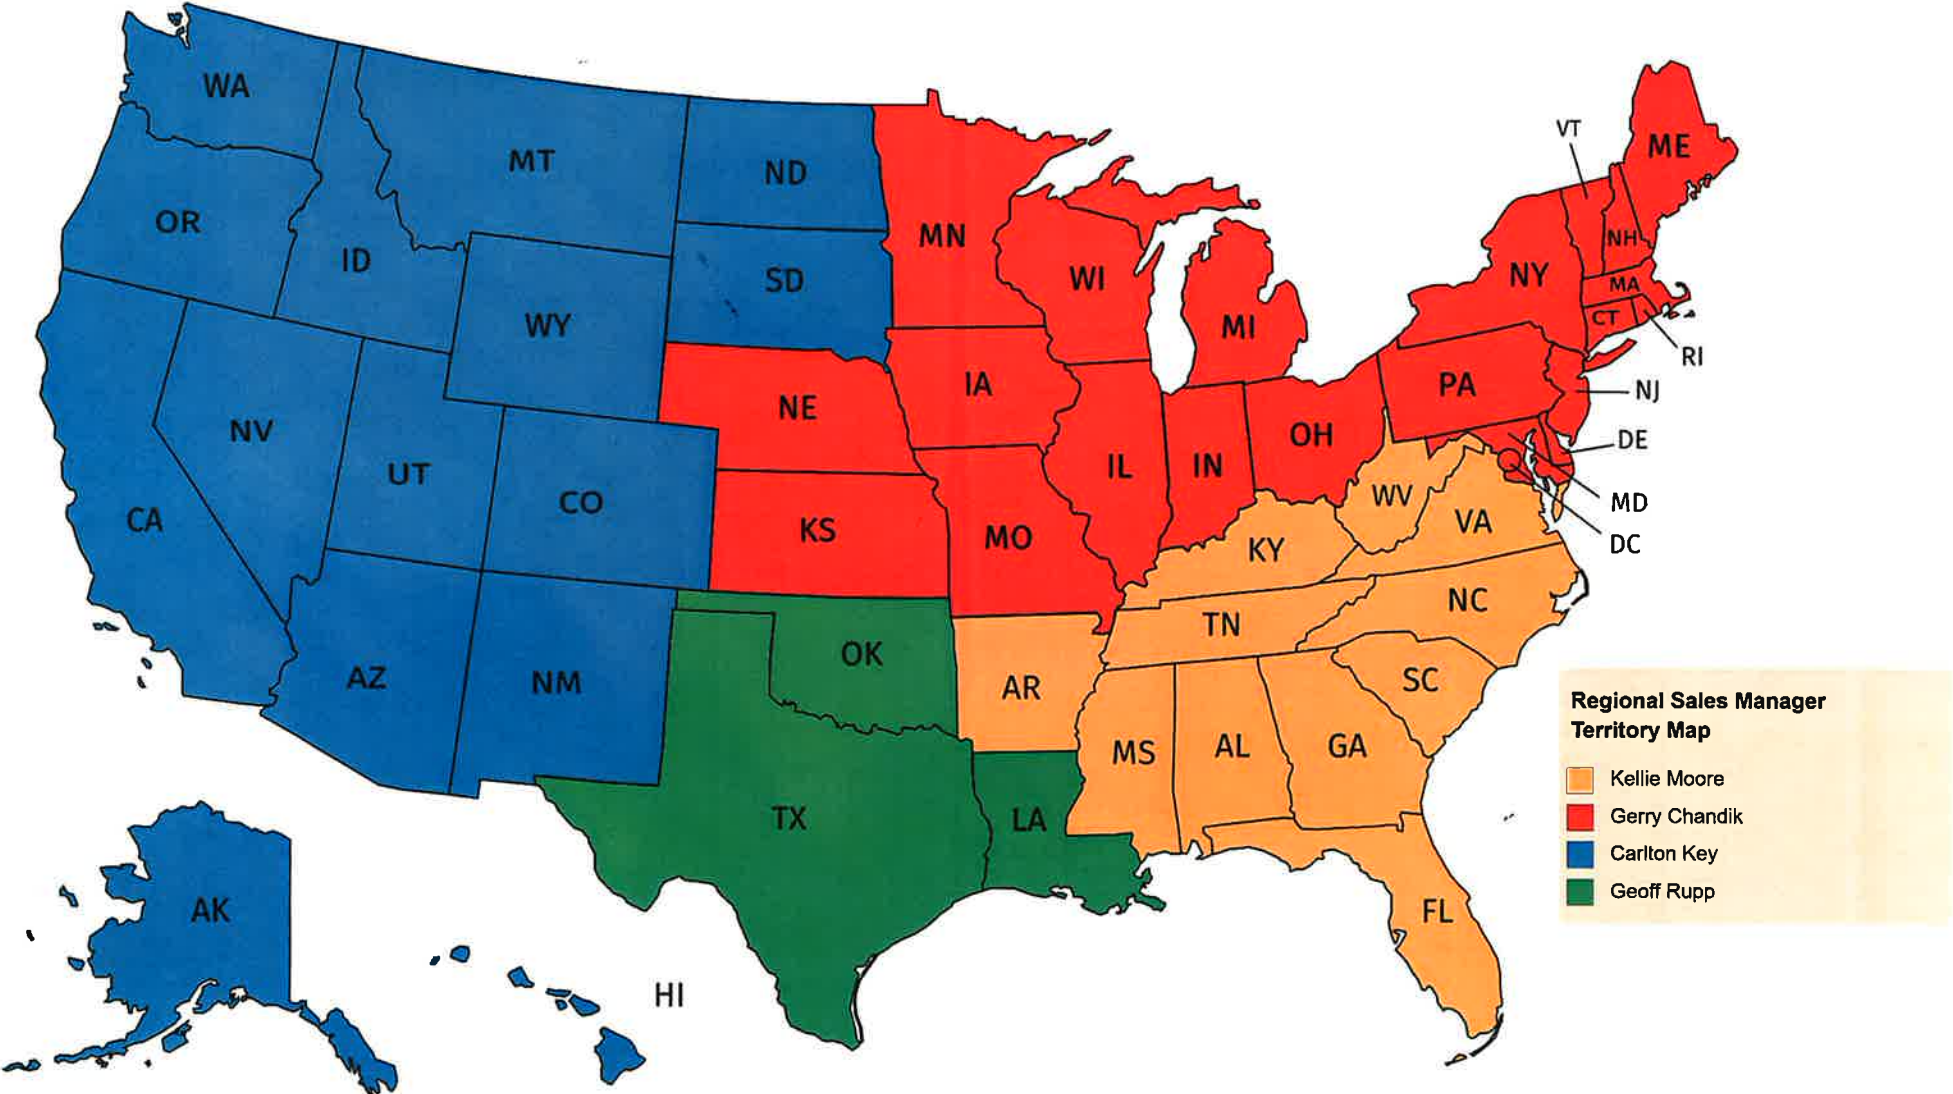 WA
MT
ND
MN
VT
ME
OR
ID
SD
WI
NH
NY
MA
WY
MI
CT
RI
NE
IA
PA
NJ
NV
UT
CO
IL
IN
OH
DE
CA
KS
MO
WV
VA
MD
KY
DC
NC
TN
AZ
NM
OK
AR
SC
MS
AL
GA
TX
LA
AK
FL
HI
Regional Sales Manager
Territory Map
Kellie Moore
Gerry Chandik
Carlton Key
Geoff Rupp